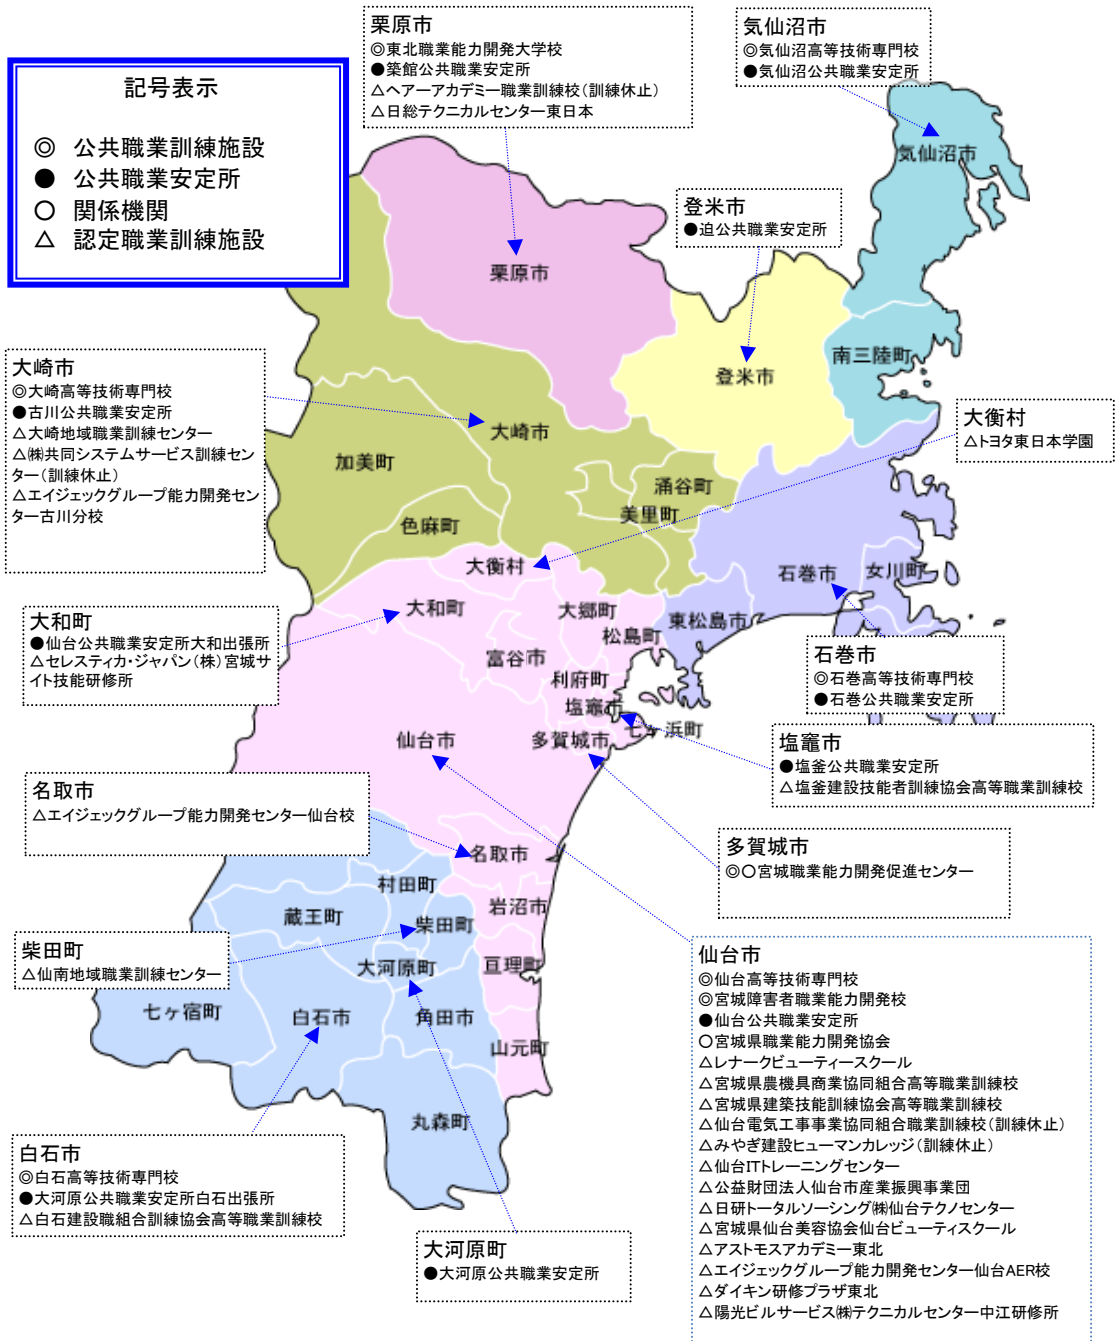 記号表示
◎ 公共職業訓練施設
● 公共職業安定所
○ 関係機関
△ 認定職業訓練施設
栗原市
◎東北職業能力開発大学校
●築館公共職業安定所
△ヘアーアカデミー職業訓練校(訓練休止)
△日総テクニカルセンター東日本
気仙沼市
◎気仙沼高等技術専門校
●気仙沼公共職業安定所
登米市
●迫公共職業安定所
大崎市
◎大崎高等技術専門校
●古川公共職業安定所
△大崎地域職業訓練センター
△㈱共同システムサービス訓練セン
ター(訓練休止)
△エイジェックグループ能力開発セン
ター古川分校
大衡村
△トヨタ東日本学園
大和町
●仙台公共職業安定所大和出張所
△セレスティカ・ジャパン(株)宮城サ
イト技能研修所
石巻市
◎石巻高等技術専門校
●石巻公共職業安定所
塩竈市
●塩釜公共職業安定所
△塩釜建設技能者訓練協会高等職業訓練校
名取市
△エイジェックグループ能力開発センター仙台校
多賀城市
◎○宮城職業能力開発促進センター
柴田町
△仙南地域職業訓練センター
仙台市
◎仙台高等技術専門校
◎宮城障害者職業能力開発校
●仙台公共職業安定所
○宮城県職業能力開発協会
△レナークビューティースクール
△宮城県農機具商業協同組合高等職業訓練校
△宮城県建築技能訓練協会高等職業訓練校
△仙台電気工事事業協同組合職業訓練校(訓練休止)
△みやぎ建設ヒューマンカレッジ(訓練休止)
△仙台ITトレーニングセンター
△公益財団法人仙台市産業振興事業団
△日研トータルソーシング㈱仙台テクノセンター
△宮城県仙台美容協会仙台ビューティスクール
△アストモスアカデミー東北
△エイジェックグループ能力開発センター仙台AER校
△ダイキン研修プラザ東北
△陽光ビルサービス㈱テクニカルセンター中江研修所
白石市
◎白石高等技術専門校
●大河原公共職業安定所白石出張所
△白石建設職組合訓練協会高等職業訓練校
大河原町
●大河原公共職業安定所
気仙沼市
栗原市
南三陸町
登米市
大崎市
加美町
涌谷町
美里町
色麻町
大衡村
石巻市
女川町
大和町
大郷町
東松島市
松島町
富谷市
利府町
塩竈市
七ヶ浜町
仙台市
多賀城市
名取市
村田町
岩沼市
蔵王町
柴田町
大河原町
亘理町
七ヶ宿町
白石市
角田市
山元町
丸森町